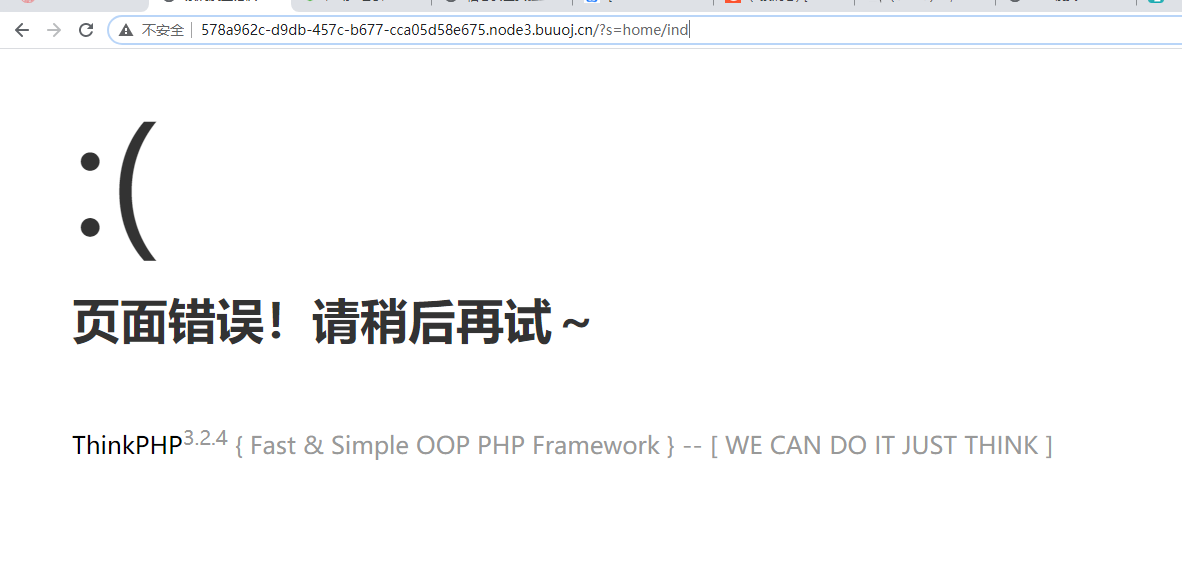 不安全 578a962c-d9db-457c-b677-cca05d58e675.node3.buuoj.cn/?s=home/ind
:(
页面错误！请稍后再试～
ThinkPHP3.2.4 { Fast & Simple OOP PHP Framework } -- [ WE CAN DO IT JUST THINK ]